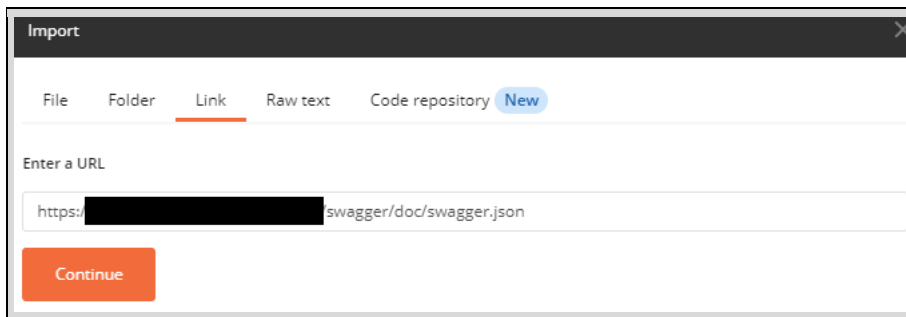 Import
File Folder Link Raw text Code repository New
Enter a URL
https:/ /swagger/doc/swagger.json
Continue